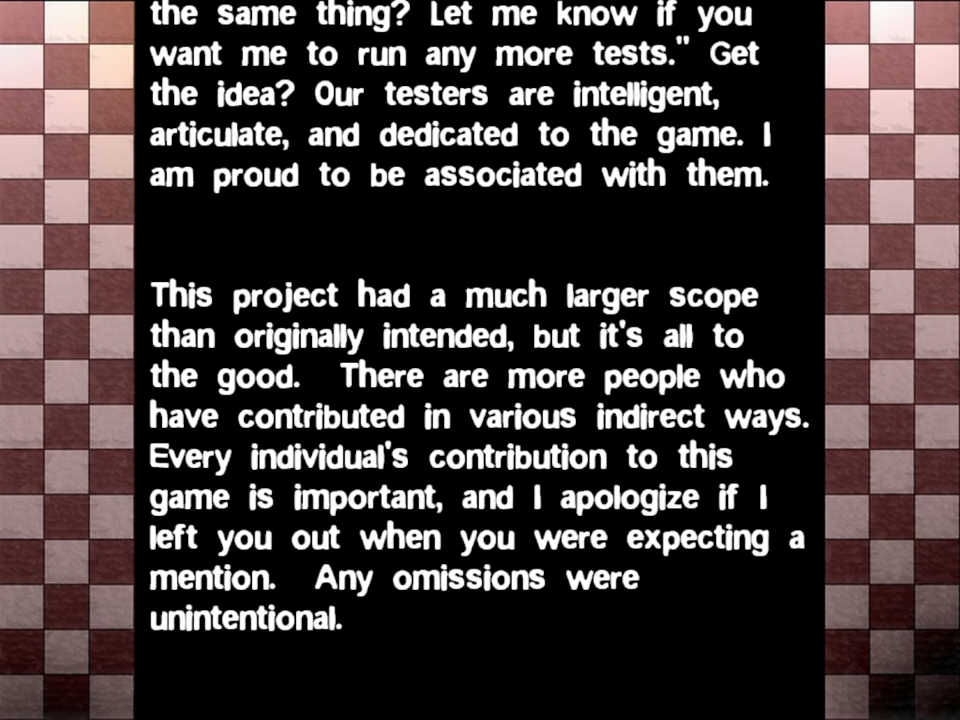 the same thing? Let me know if you
want me to run any more tests." Get
the idea? Our testers are intelligent,
articulate, and dedicated to the game. I
am proud to be associated with them.
This project had a much larger scope
than originally intended, but it's all to
the good. There are more people who
have contributed in various indirect ways.
Every individual's contribution to this
game is important, and I apologize if I
left you out when you were expecting a
mention. Any omissions were
unintentional.